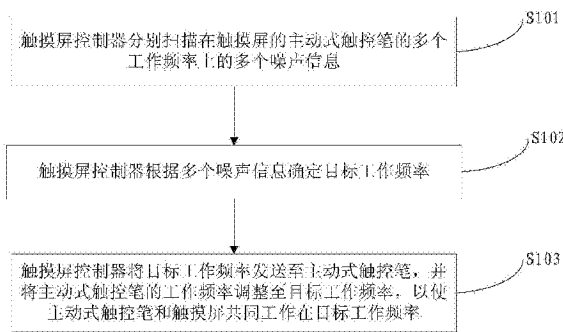 S101
触摸屏控制器分别扫描在触摸屏的主动式触控笔的多个
工作频率上的多个噪声信息
S102
触摸屏控制器根据多个噪声信息确定目标工作频率
S103
触摸屏控制器将目标工作频率发送至主动式触控笔，并
将主动式触控笔的工作频率调整至目标工作频率，以使
主动式触控笔和触摸屏共同工作在目标工作频率